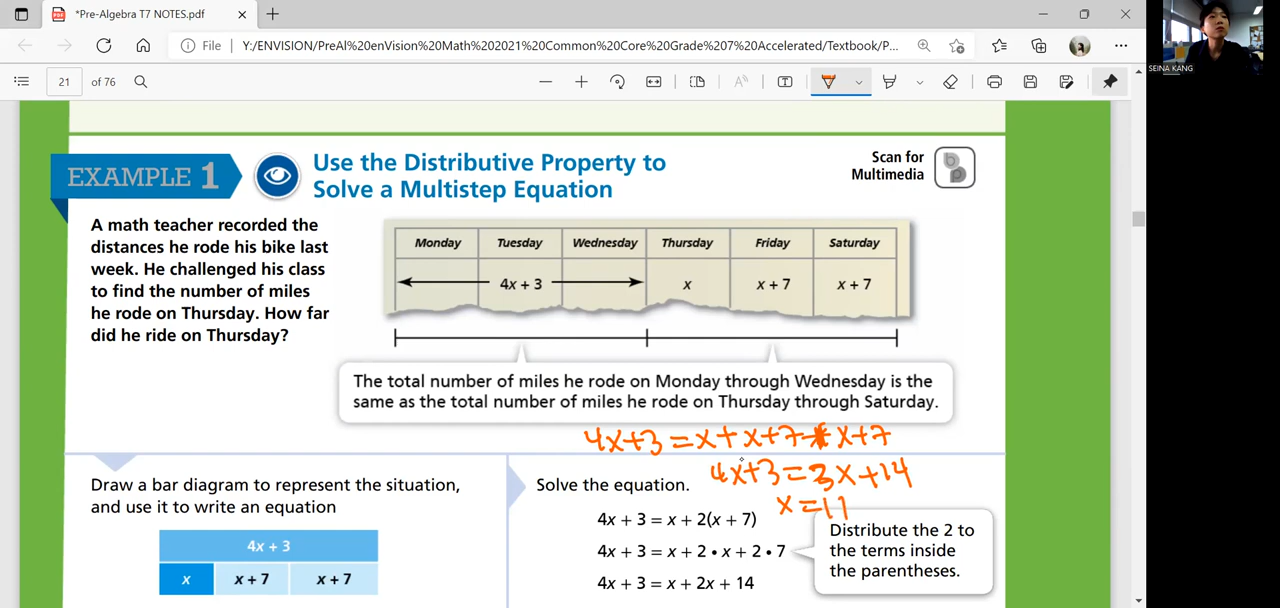 *Pre-Algebra T7 NOTES.pdf
File
Y:/ENVISION/PreAl%20enVision%20Math%202021%20Common%20Core%20Grade%207%20Accelerated/Textbook/P...
21 of 76
SEINA KANG
EXAMPLE 1
Use the Distributive Property to
Solve a Multistep Equation
Scan for
Multimedia
A math teacher recorded the
distances he rode his bike last
week. He challenged his class
to find the number of miles
he rode on Thursday. How far
did he ride on Thursday?
Monday Tuesday Wednesday Thursday Friday Saturday
4x + 3 x x + 7 x + 7
The total number of miles he rode on Monday through Wednesday is the
same as the total number of miles he rode on Thursday through Saturday.
4x+3=x+x+7+x+7
4x+3=3x+14
x=11
Draw a bar diagram to represent the situation,
and use it to write an equation
4x + 3
x x + 7 x + 7
Solve the equation.
4x + 3 = x + 2(x + 7)
4x + 3 = x + 2 • x + 2 • 7
4x + 3 = x + 2x + 14
Distribute the 2 to
the terms inside
the parentheses.